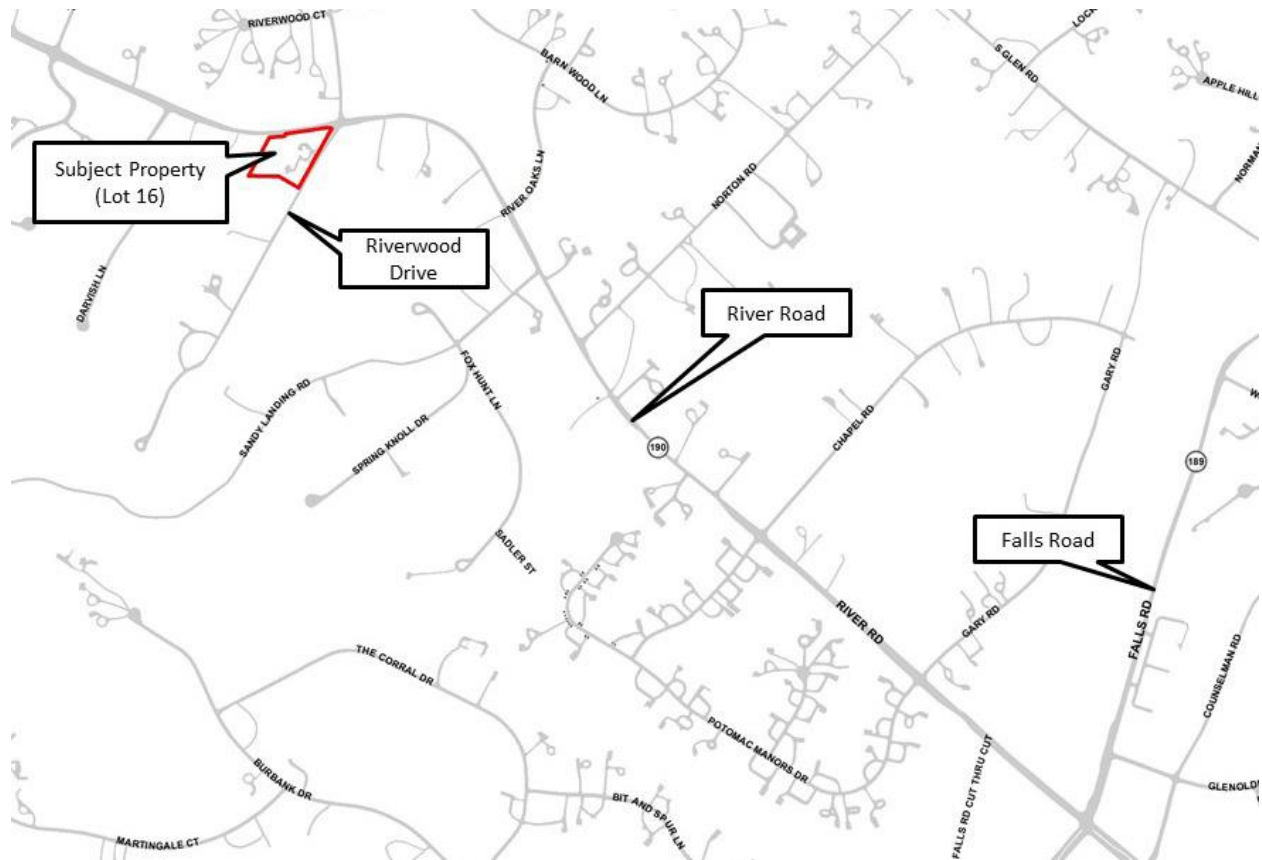 RIVERWOOD CT
BARN WOOD LN
S GLEN RD
APPLE HILL
Subject Property
(Lot 16)
Riverwood
Drive
RIVER OAKS LN
NORTON RD
NORMAN
DARVISH LN
River Road
FOX HUNT LN
SANDY LANDING RD
SPRING KNOLL DR
190
CHAPEL RD
GARY RD
189
SADLER ST
Falls Road
RIVER RD
GARY RD
FALLS RD
COUNSELMAN RD
THE CORRAL DR
POTOMAC MANORS DR
BURBANK DR
BIT AND SPUR LN
FALLS RD CUT THRU CUT
GLENOLD
MARTINGALE CT